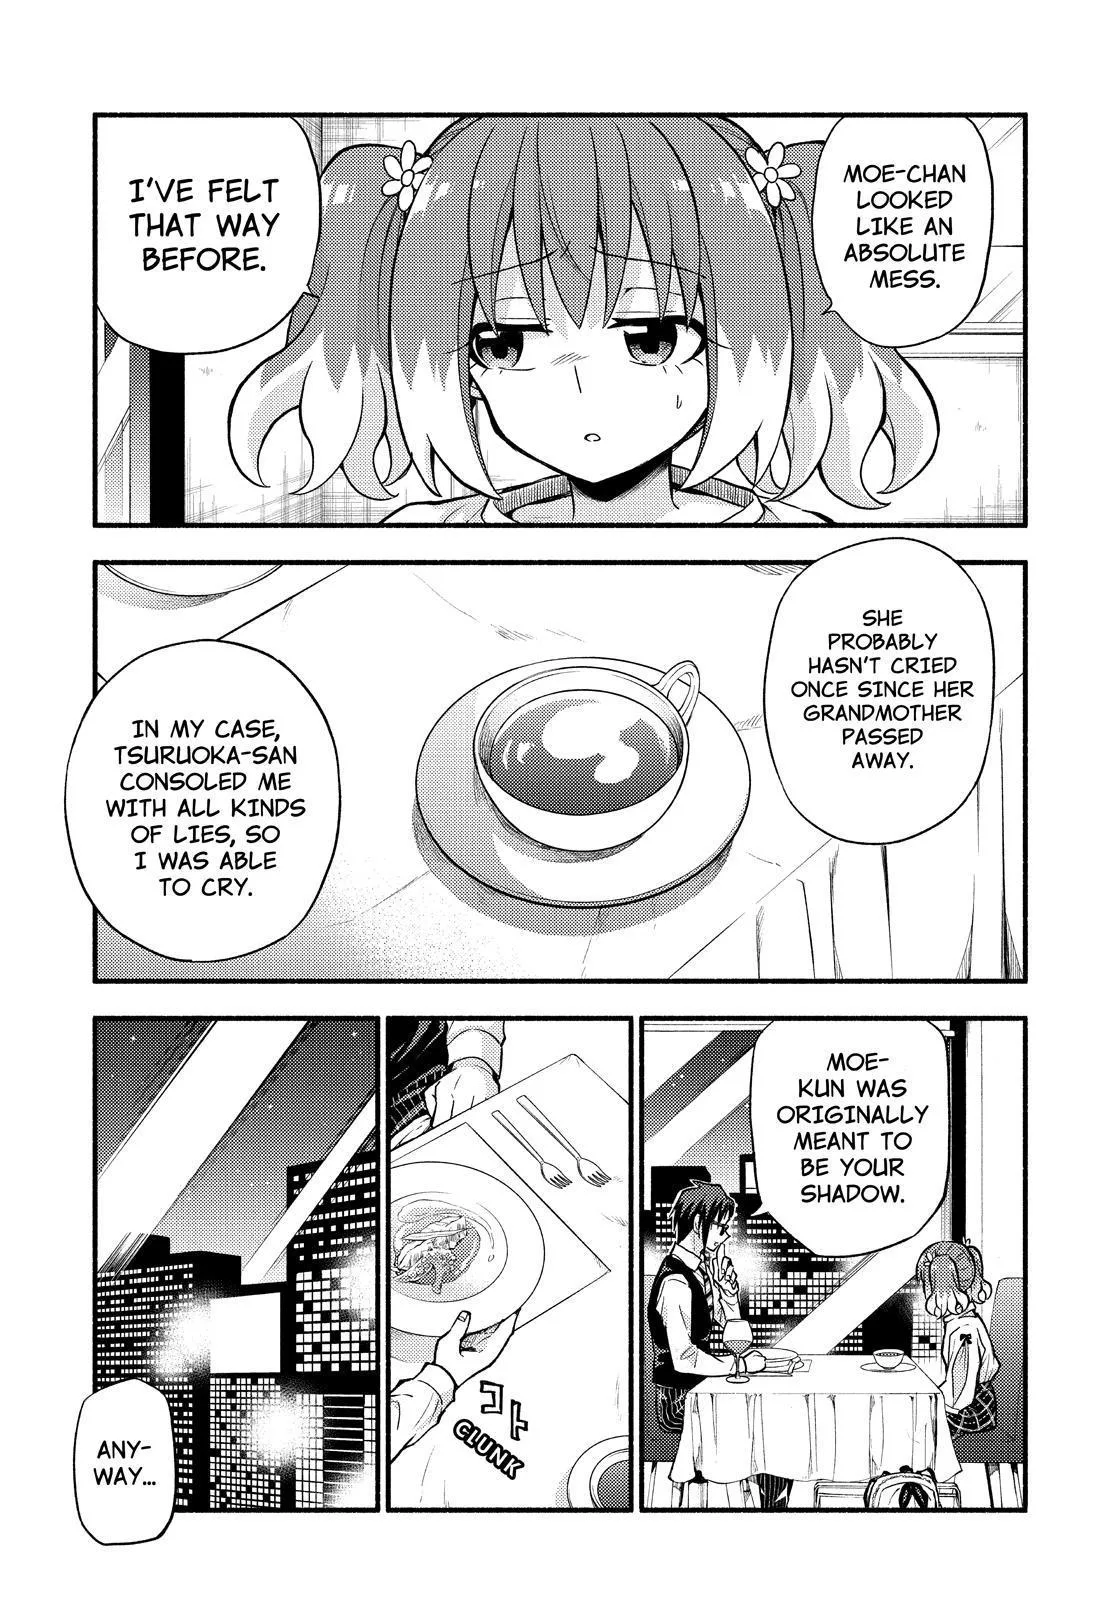 MOE-CHAN
LOOKED
LIKE AN
ABSOLUTE
MESS.
I'VE FELT
THAT WAY
BEFORE.
SHE
PROBABLY
HASN'T CRIED
ONCE SINCE HER
GRANDMOTHER
PASSED
AWAY.
IN MY CASE,
TSURUOKA-SAN
CONSOLED ME
WITH ALL KINDS
OF LIES, SO
I WAS ABLE
TO CRY.
MOE-
KUN WAS
ORIGINALLY
MEANT TO
BE YOUR
SHADOW.
コト
CLUNK
ANY-
WAY...